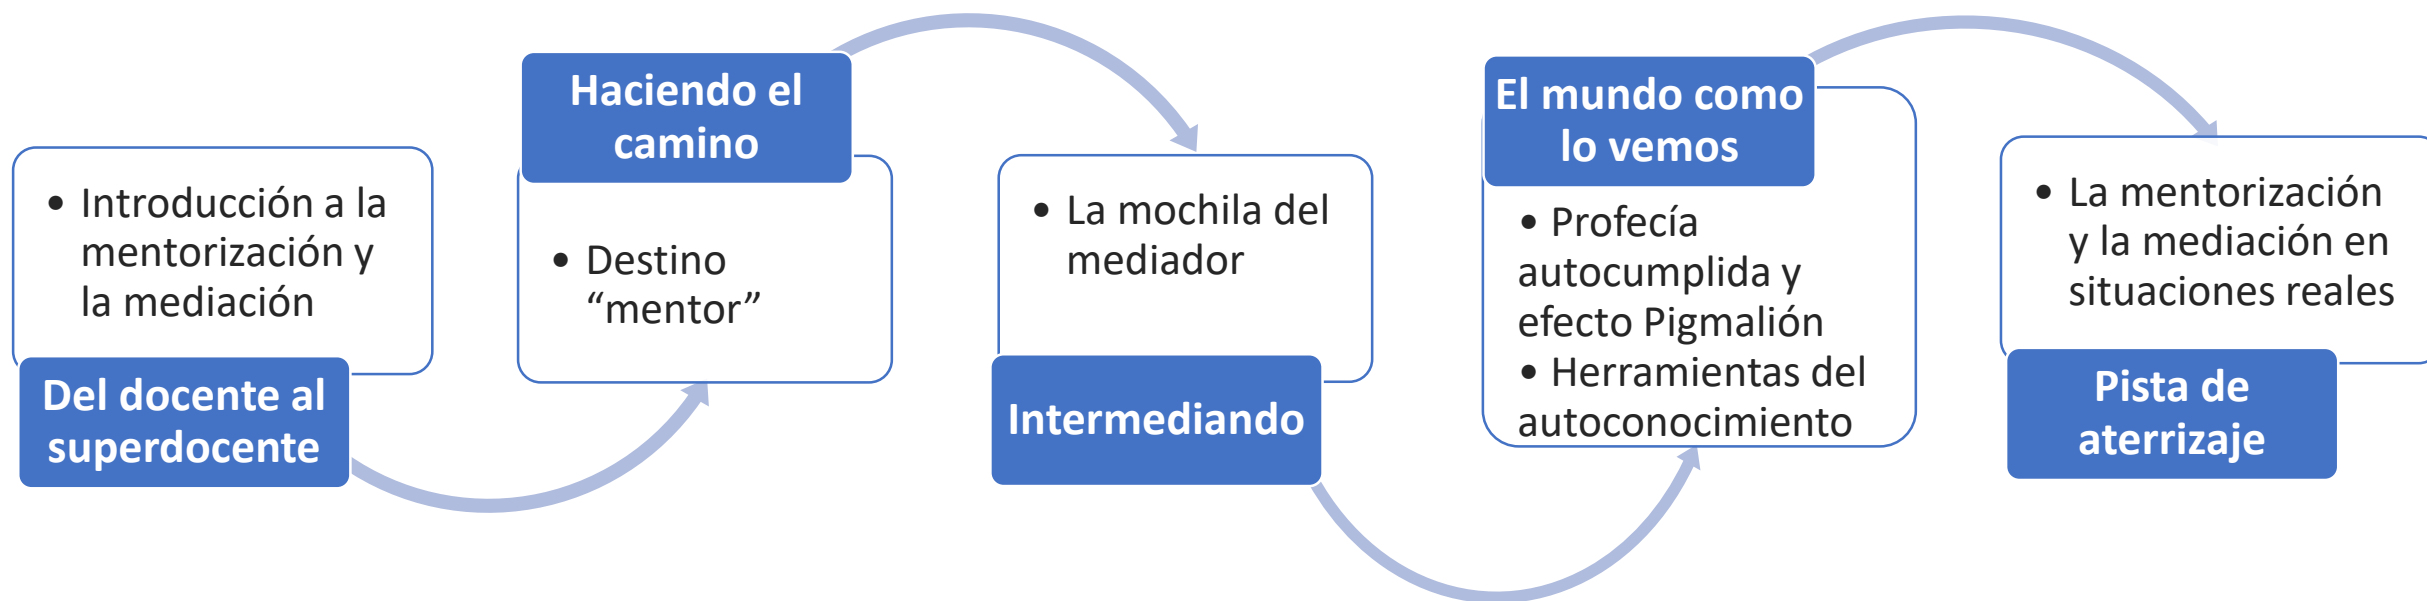 • Introducción a la
mentorización y
la mediación
Del docente al
superdocente
Haciendo el
camino
• Destino
“mentor”
• La mochila del
mediador
Intermediando
El mundo como
lo vemos
• Profecía
autocumplida y
efecto Pigmalión
• Herramientas del
autoconocimiento
• La mentorización
y la mediación en
situaciones reales
Pista de
aterrizaje